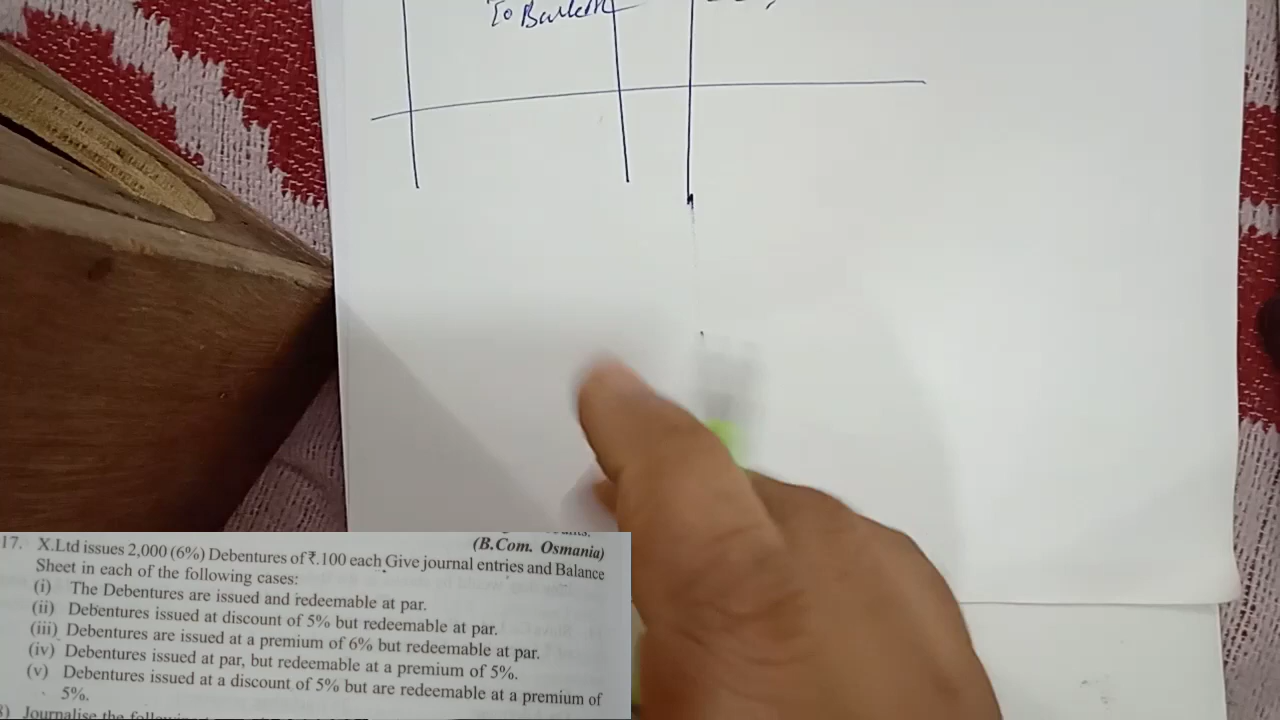 To Bank
(B.Com. Osmania)
17. X.Ltd issues 2,000 (6%) Debentures of ₹.100 each Give journal entries and Balance
Sheet in each of the following cases:
(i) The Debentures are issued and redeemable at par.
(ii) Debentures issued at discount of 5% but redeemable at par.
(iii) Debentures are issued at a premium of 6% but redeemable at par.
(iv) Debentures issued at par, but redeemable at a premium of 5%.
(v) Debentures issued at a discount of 5% but are redeemable at a premium of
5%.
) Journalise the